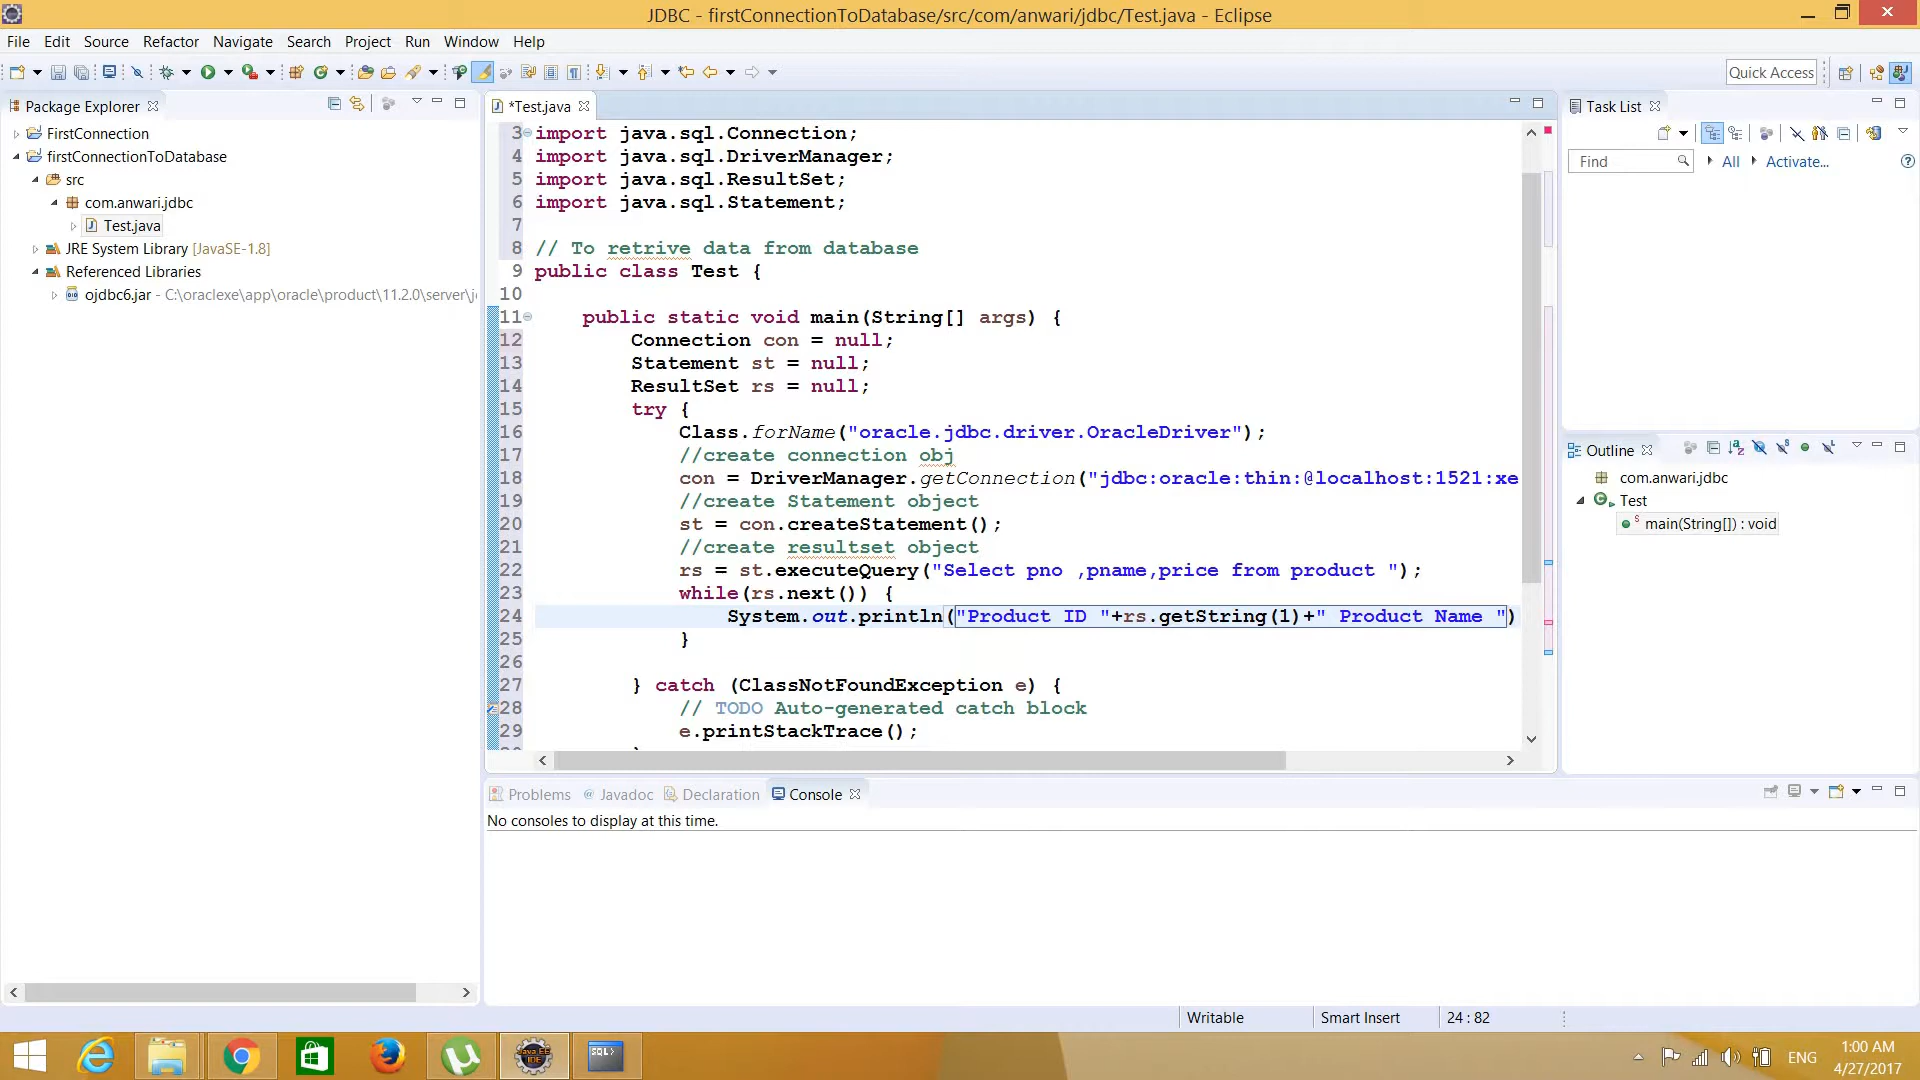 JDBC - firstConnectionToDatabase/src/com/anwari/jdbc/Test.java - Eclipse
File Edit Source Refactor Navigate Search Project Run Window Help
Quick Access
Package Explorer
FirstConnection
firstConnectionToDatabase
src
com.anwari.jdbc
Test.java
JRE System Library [JavaSE-1.8]
Referenced Libraries
ojdbc6.jar - C:\oraclexe\app\oracle\product\11.2.0\server\j
*Test.java
3 import java.sql.Connection;
4 import java.sql.DriverManager;
5 import java.sql.ResultSet;
6 import java.sql.Statement;
7
8 // To retrive data from database
9 public class Test {
10
11 public static void main(String[] args) {
12 Connection con = null;
13 Statement st = null;
14 ResultSet rs = null;
15 try {
16 Class.forName("oracle.jdbc.driver.OracleDriver");
17 //create connection obj
18 con = DriverManager.getConnection("jdbc:oracle:thin:@localhost:1521:xe
19 //create Statement object
20 st = con.createStatement();
21 //create resultset object
22 rs = st.executeQuery("Select pno ,pname,price from product ");
23 while(rs.next()) {
24 System.out.println("Product ID "+rs.getString(1)+" Product Name ")
25 }
26
27 } catch (ClassNotFoundException e) {
28 // TODO Auto-generated catch block
29 e.printStackTrace();
Task List
Find All Activate...
Outline
com.anwari.jdbc
Test
main(String[]) : void
Problems @ Javadoc Declaration Console
No consoles to display at this time.
Writable Smart Insert 24 : 82
Java EE
IDE
SQL>
ENG
1:00 AM
4/27/2017